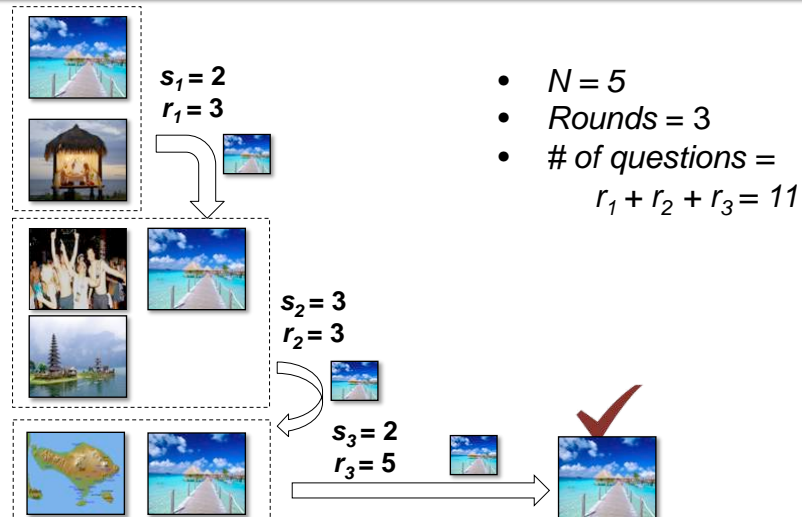 s₁ = 2
r₁ = 3
• N = 5
• Rounds = 3
• # of questions =
r₁ + r₂ + r₃ = 11
s₂ = 3
r₂ = 3
s₃ = 2
r₃ = 5